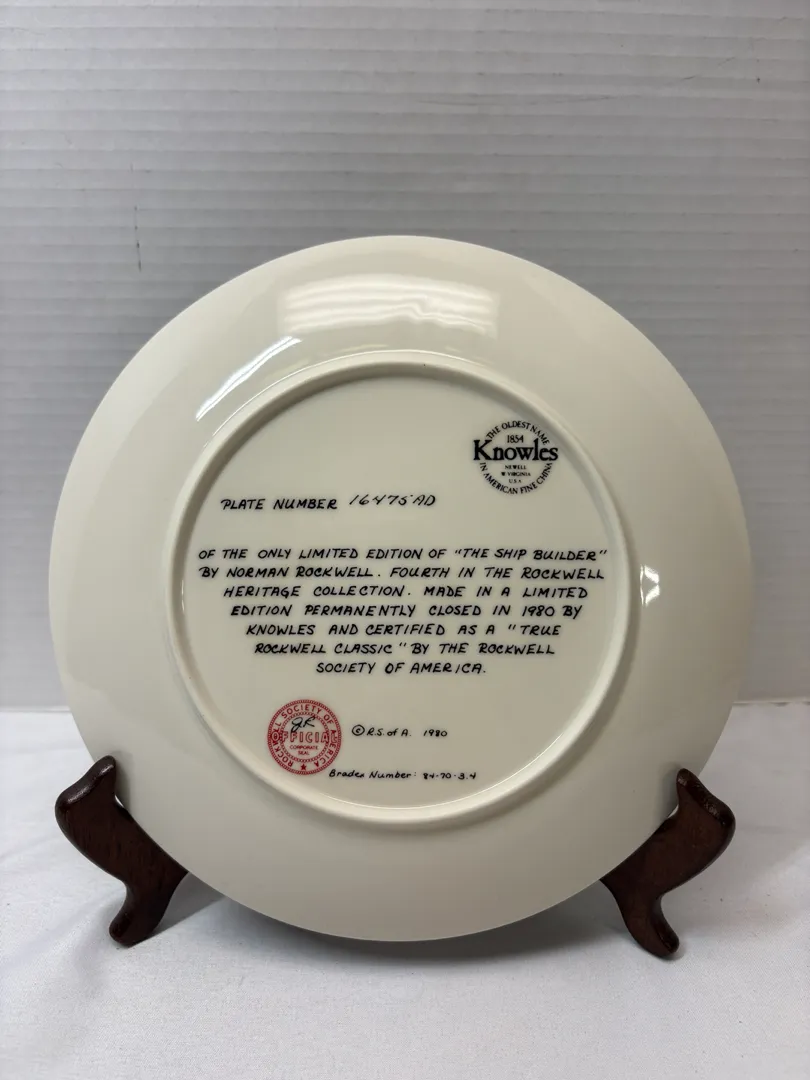 THE OLDEST NAME
1854
Knowles
NEWELL
W. VIRGINIA
U.S.A.
IN AMERICAN FINE CHINA
PLATE NUMBER 16475 AD
OF THE ONLY LIMITED EDITION OF "THE SHIP BUILDER"
BY NORMAN ROCKWELL. FOURTH IN THE ROCKWELL
HERITAGE COLLECTION. MADE IN A LIMITED
EDITION PERMANENTLY CLOSED IN 1980 BY
KNOWLES AND CERTIFIED AS A "TRUE
ROCKWELL CLASSIC" BY THE ROCKWELL
SOCIETY OF AMERICA.
ROCKWELL SOCIETY OF AMERICA
OFFICIAL
CORPORATE
SEAL
© R.S. of A. 1980
Bradex Number: 84-70-3.4